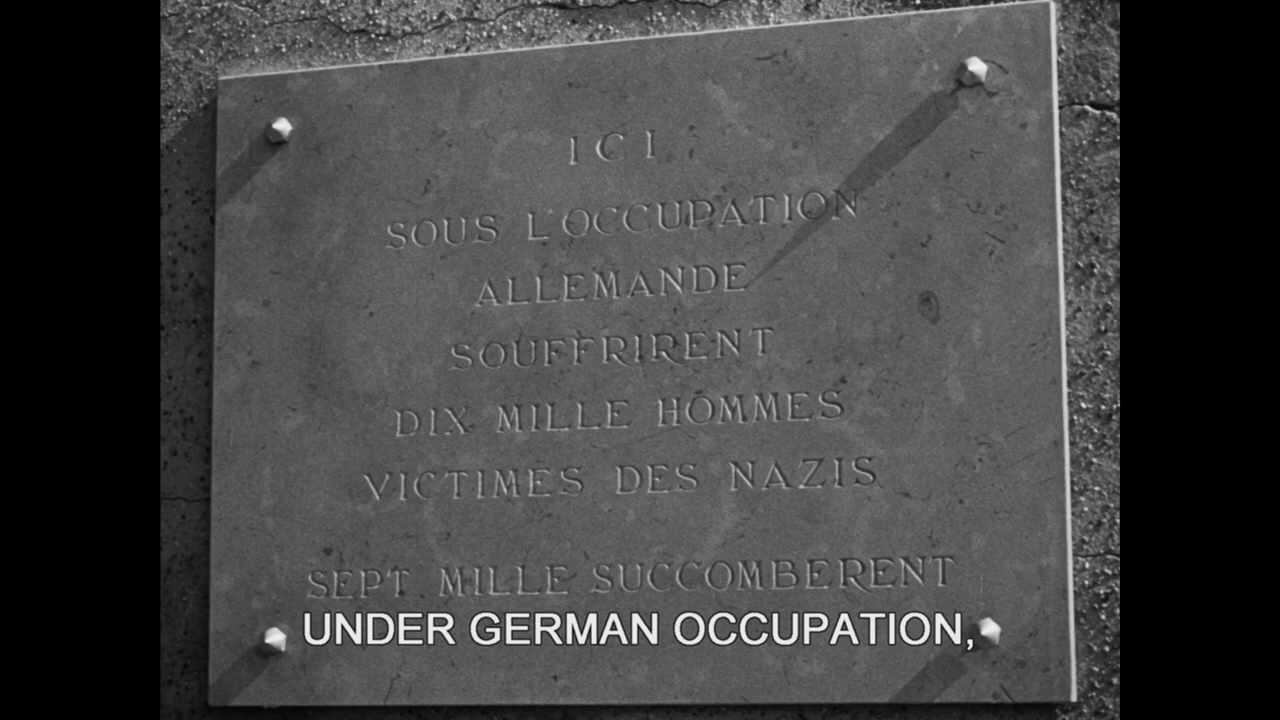 ICI
SOUS L'OCCUPATION
ALLEMANDE
SOUFFRIRENT
DIX MILLE HOMMES
VICTIMES DES NAZIS
SEPT MILLE SUCCOMBERENT
UNDER GERMAN OCCUPATION,